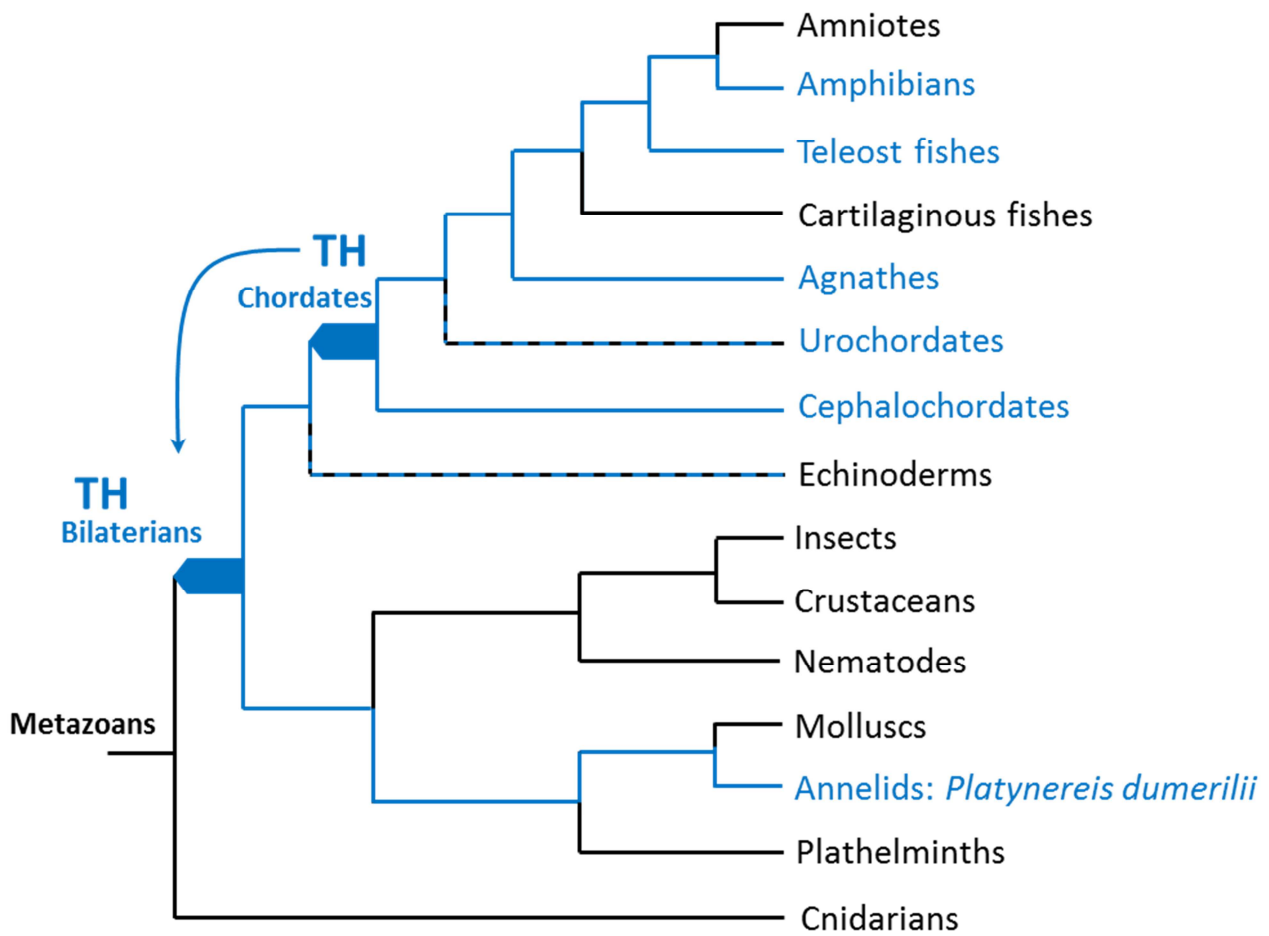 Amniotes
Amphibians
Teleost fishes
Cartilaginous fishes
TH
Chordates
Agnathes
Urochordates
Cephalochordates
Echinoderms
TH
Bilaterians
Insects
Crustaceans
Nematodes
Metazoans
Molluscs
Annelids: Platynereis dumerilii
Plathelminths
Cnidarians